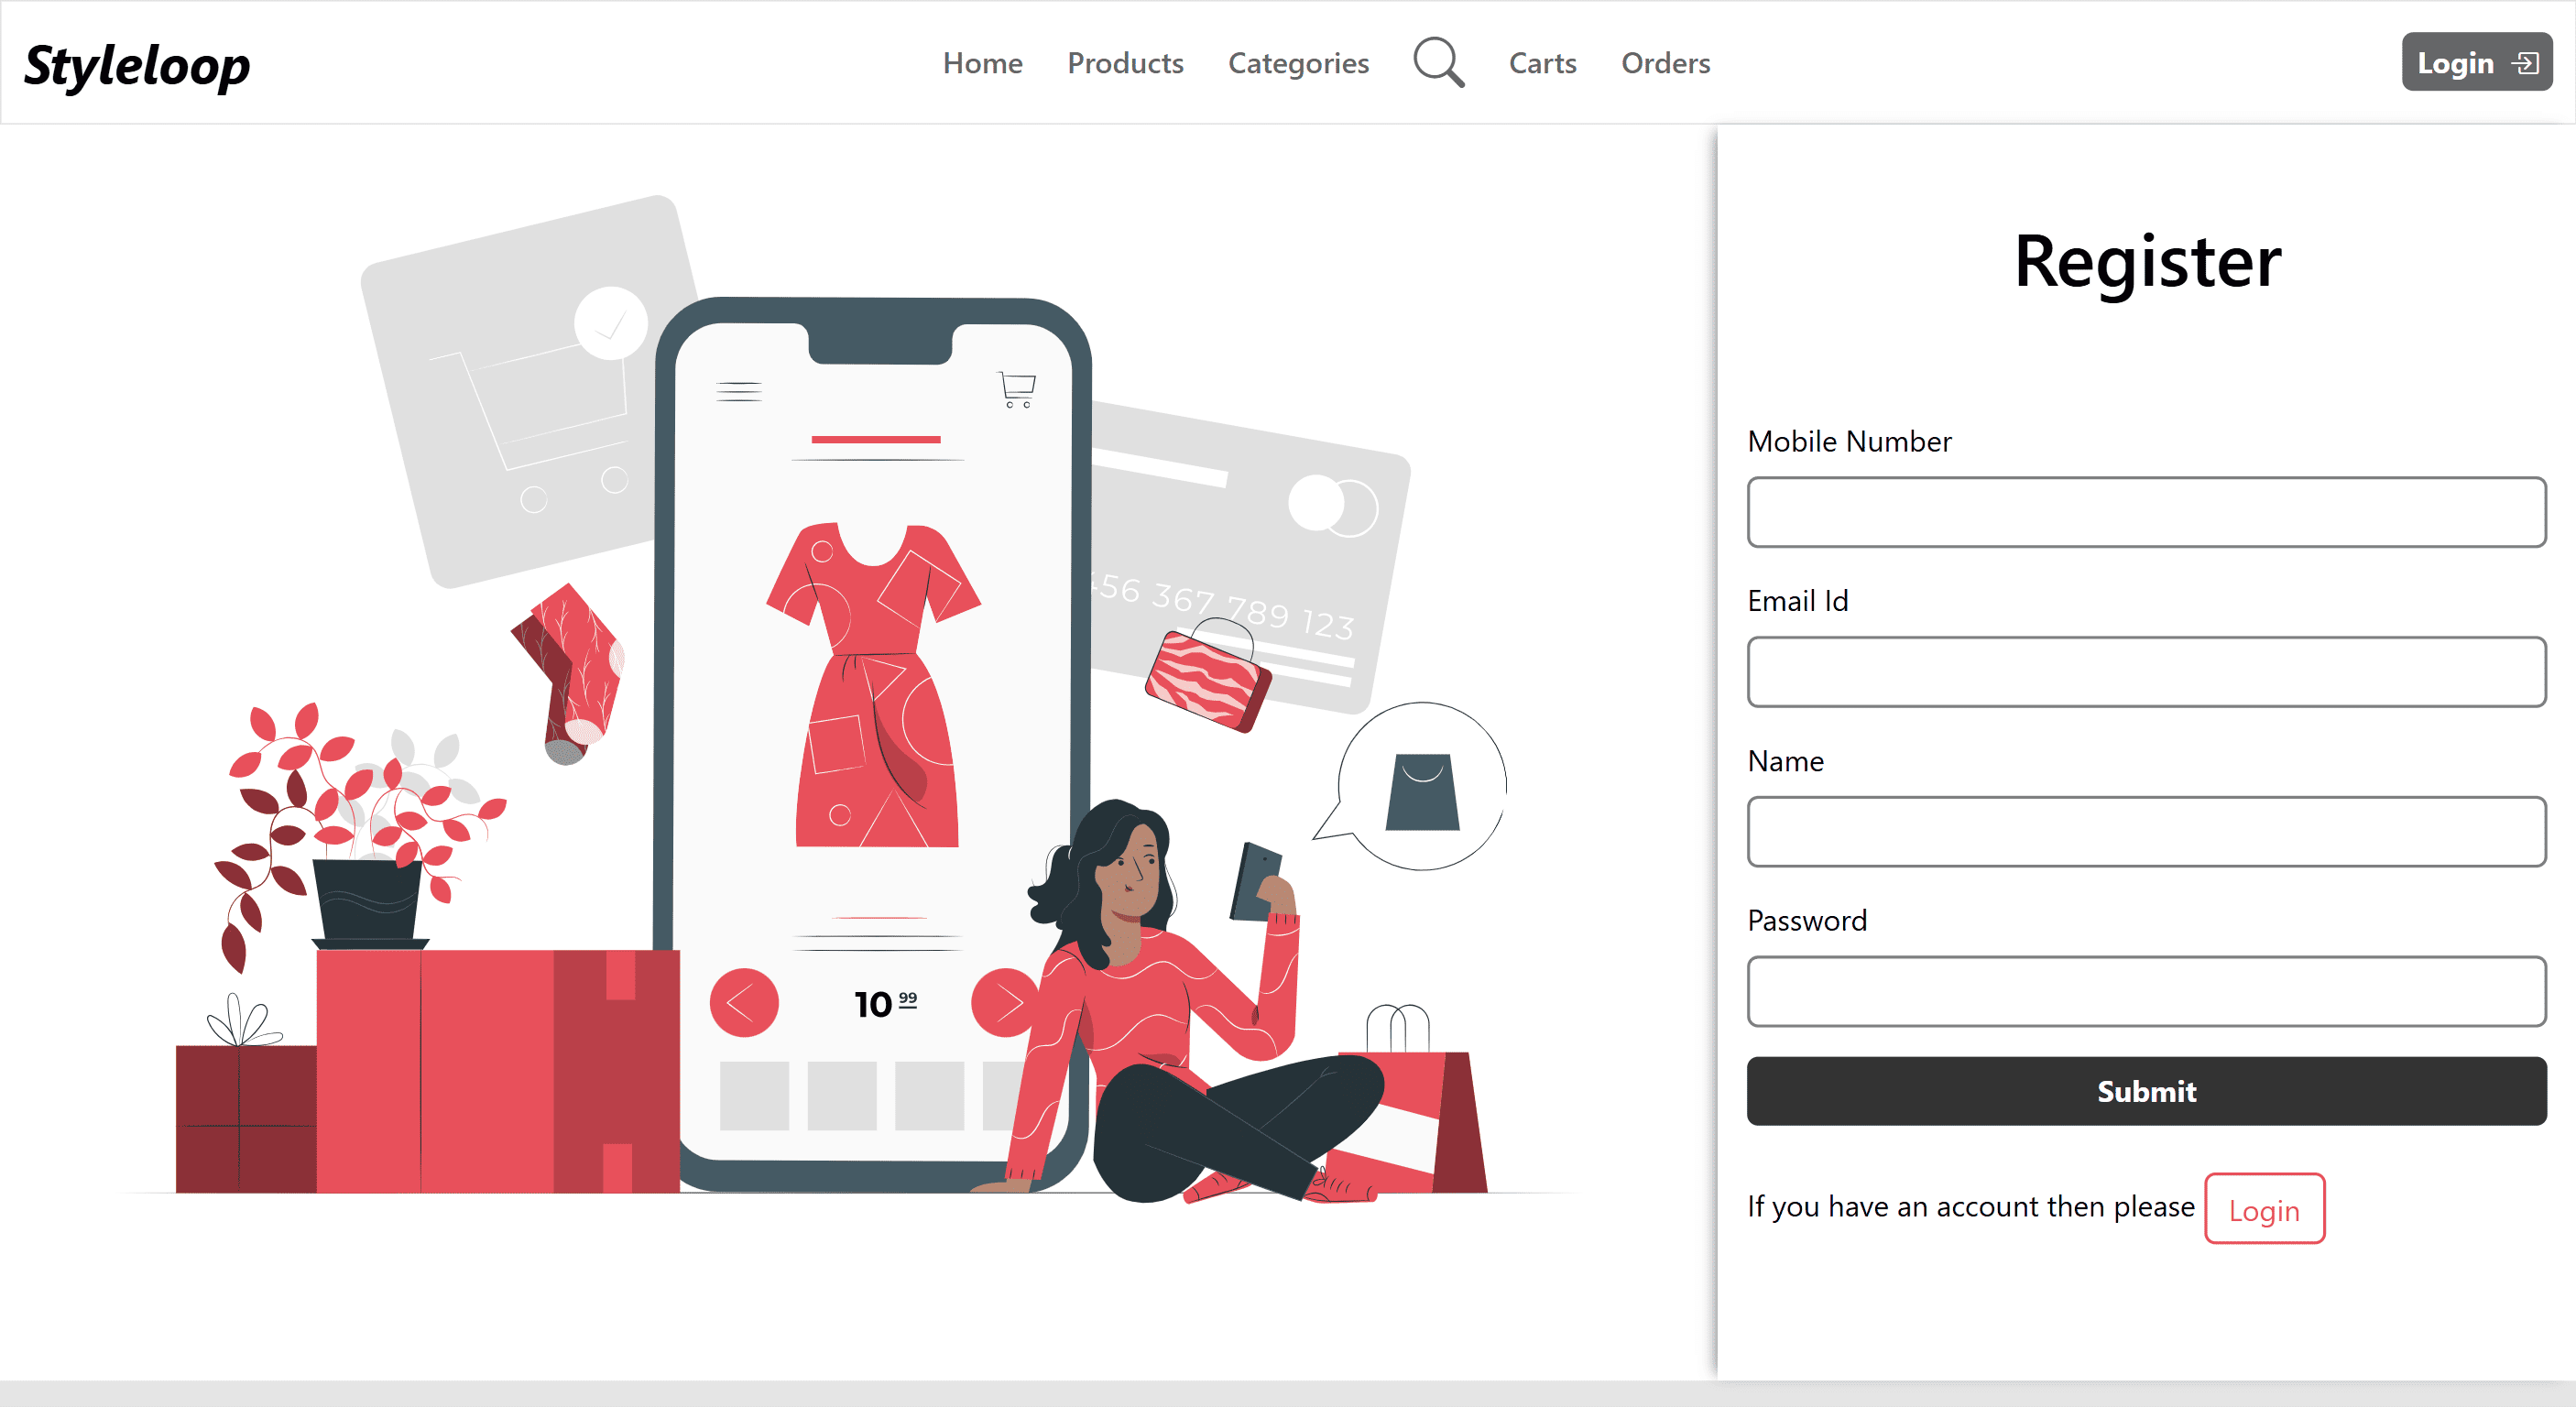 Styleloop
Home Products Categories Carts Orders
Login
Register
Mobile Number
Email Id
Name
Password
Submit
If you have an account then please Login
56 367 789 123
10 99